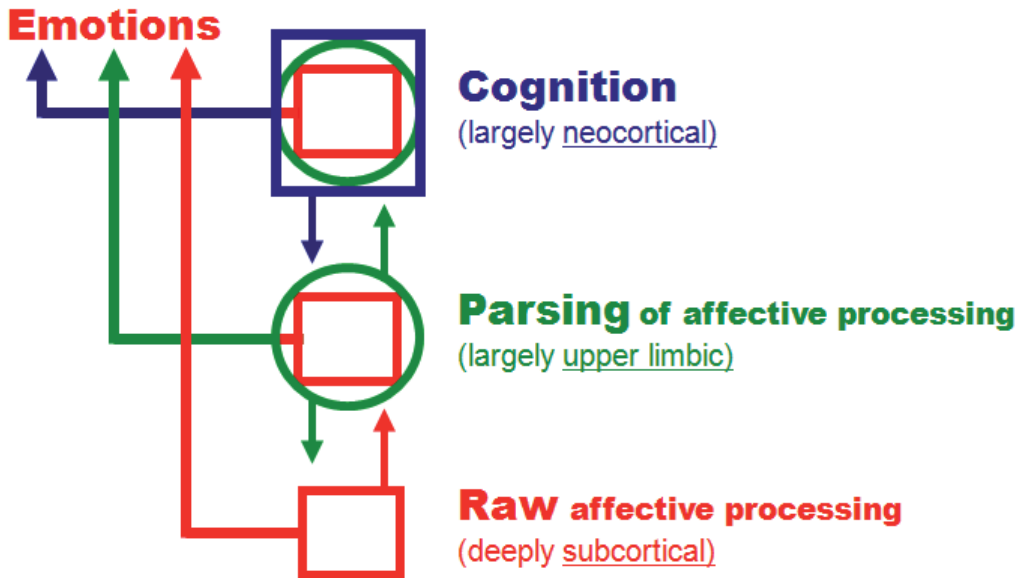 Emotions
Cognition
(largely neocortical)
Parsing of affective processing
(largely upper limbic)
Raw affective processing
(deeply subcortical)